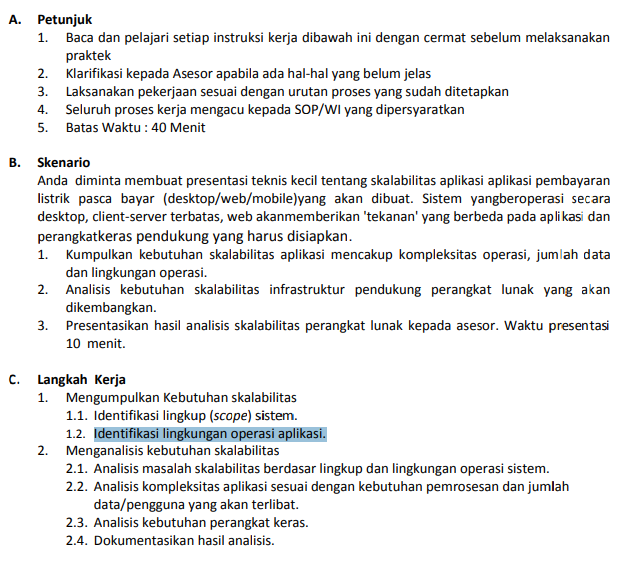 A. Petunjuk
1. Baca dan pelajari setiap instruksi kerja dibawah ini dengan cermat sebelum melaksanakan
praktek
2. Klarifikasi kepada Asesor apabila ada hal-hal yang belum jelas
3. Laksanakan pekerjaan sesuai dengan urutan proses yang sudah ditetapkan
4. Seluruh proses kerja mengacu kepada SOP/WI yang dipersyaratkan
5. Batas Waktu : 40 Menit
B. Skenario
Anda diminta membuat presentasi teknis kecil tentang skalabilitas aplikasi aplikasi pembayaran
listrik pasca bayar (desktop/web/mobile)yang akan dibuat. Sistem yangberoperasi secara
desktop, client-server terbatas, web akanmemberikan 'tekanan' yang berbeda pada aplikasi dan
perangkatkeras pendukung yang harus disiapkan.
1. Kumpulkan kebutuhan skalabilitas aplikasi mencakup kompleksitas operasi, jumlah data
dan lingkungan operasi.
2. Analisis kebutuhan skalabilitas infrastruktur pendukung perangkat lunak yang akan
dikembangkan.
3. Presentasikan hasil analisis skalabilitas perangkat lunak kepada asesor. Waktu presentasi
10 menit.
C. Langkah Kerja
1. Mengumpulkan Kebutuhan skalabilitas
1.1. Identifikasi lingkup (scope) sistem.
1.2. Identifikasi lingkungan operasi aplikasi.
2. Menganalisis kebutuhan skalabilitas
2.1. Analisis masalah skalabilitas berdasar lingkup dan lingkungan operasi sistem.
2.2. Analisis kompleksitas aplikasi sesuai dengan kebutuhan pemrosesan dan jumlah
data/pengguna yang akan terlibat.
2.3. Analisis kebutuhan perangkat keras.
2.4. Dokumentasikan hasil analisis.